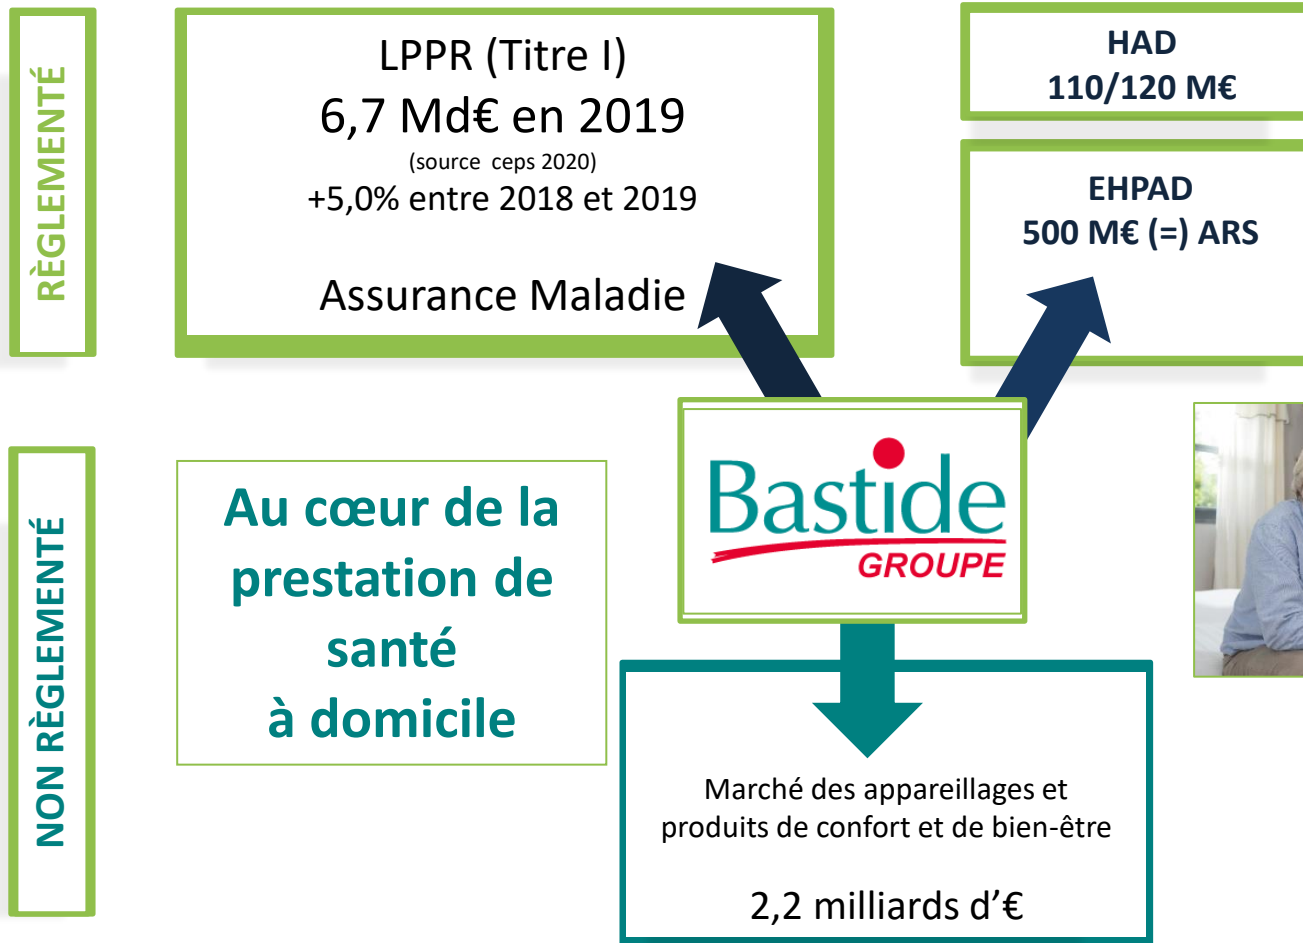 RÈGLEMENTÉ
LPPR (Titre I)
6,7 Md€ en 2019
(source ceps 2020)
+5,0% entre 2018 et 2019
Assurance Maladie
HAD
110/120 M€
EHPAD
500 M€ (=) ARS
NON RÈGLEMENTÉ
Au cœur de la
prestation de
santé
à domicile
Bastide
GROUPE
Marché des appareillages et
produits de confort et de bien-être
2,2 milliards d’€